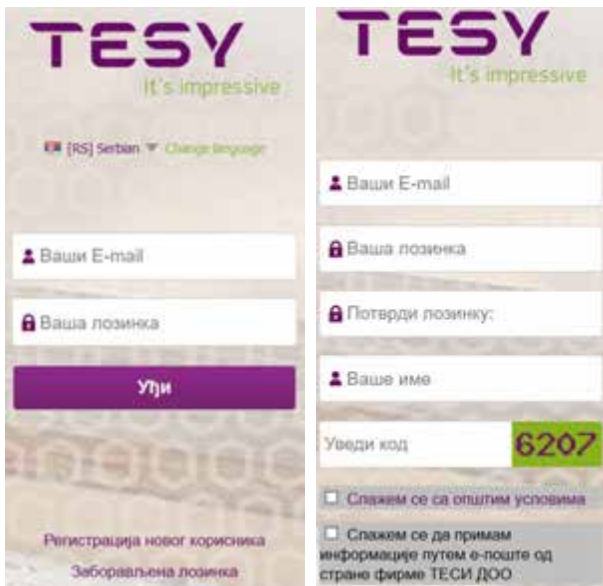 TESY
It's impressive
[RS] Serbian Change language
Ваши E-mail
Ваша лозинка
Уђи
Регистрација новог корисника
Заборављена лозинка
TESY
It's impressive
Ваши E-mail
Ваша лозинка
Потврди лозинку:
Ваше име
Уведи код 6207
Слажем се са општим условима
Слажем се да примам
информације путем е-поште од
стране фирме ТЕСИ ДОО